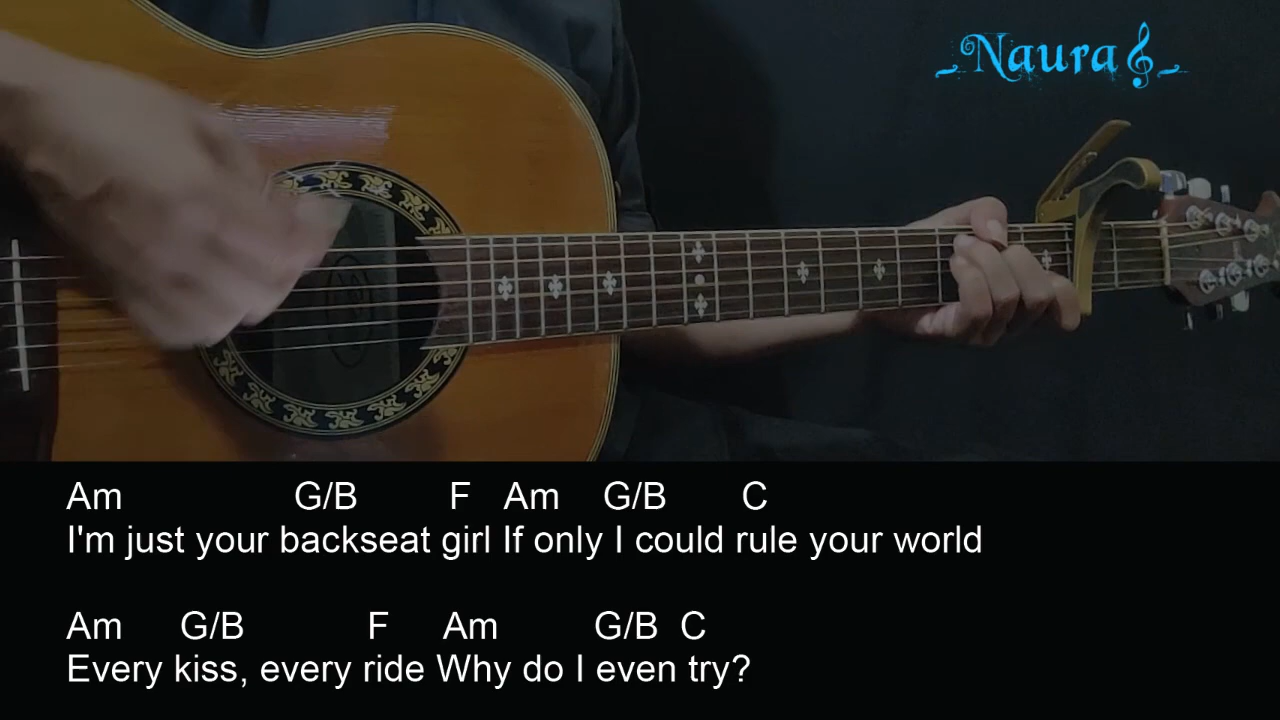 Naura
Am G/B F Am G/B C
I'm just your backseat girl If only I could rule your world
Am G/B F Am G/B C
Every kiss, every ride Why do I even try?